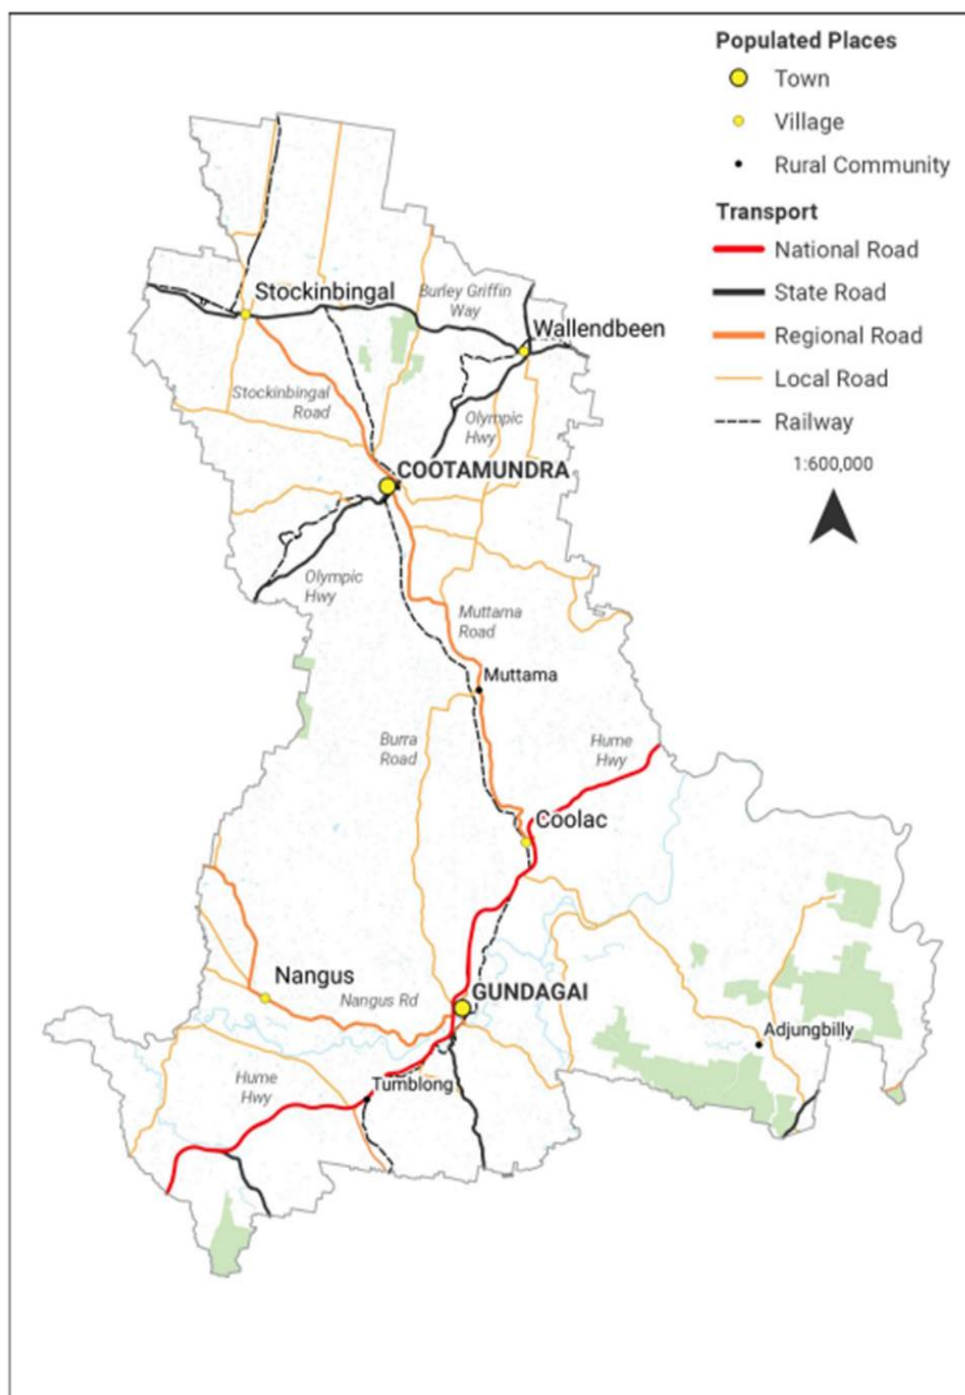 Populated Places
Town
Village
Rural Community
Transport
National Road
State Road
Regional Road
Local Road
Railway
1:600,000
Stockinbingal
Burley Griffin
Way
Wallendbeen
Stockinbingal
Road
Olympic
Hwy
COOTAMUNDRA
Olympic
Hwy
Muttama
Road
Muttama
Burra
Road
Hume
Hwy
Coolac
Nangus
Nangus Rd
GUNDAGAI
Adjungbilly
Hume
Hwy
Tumblong